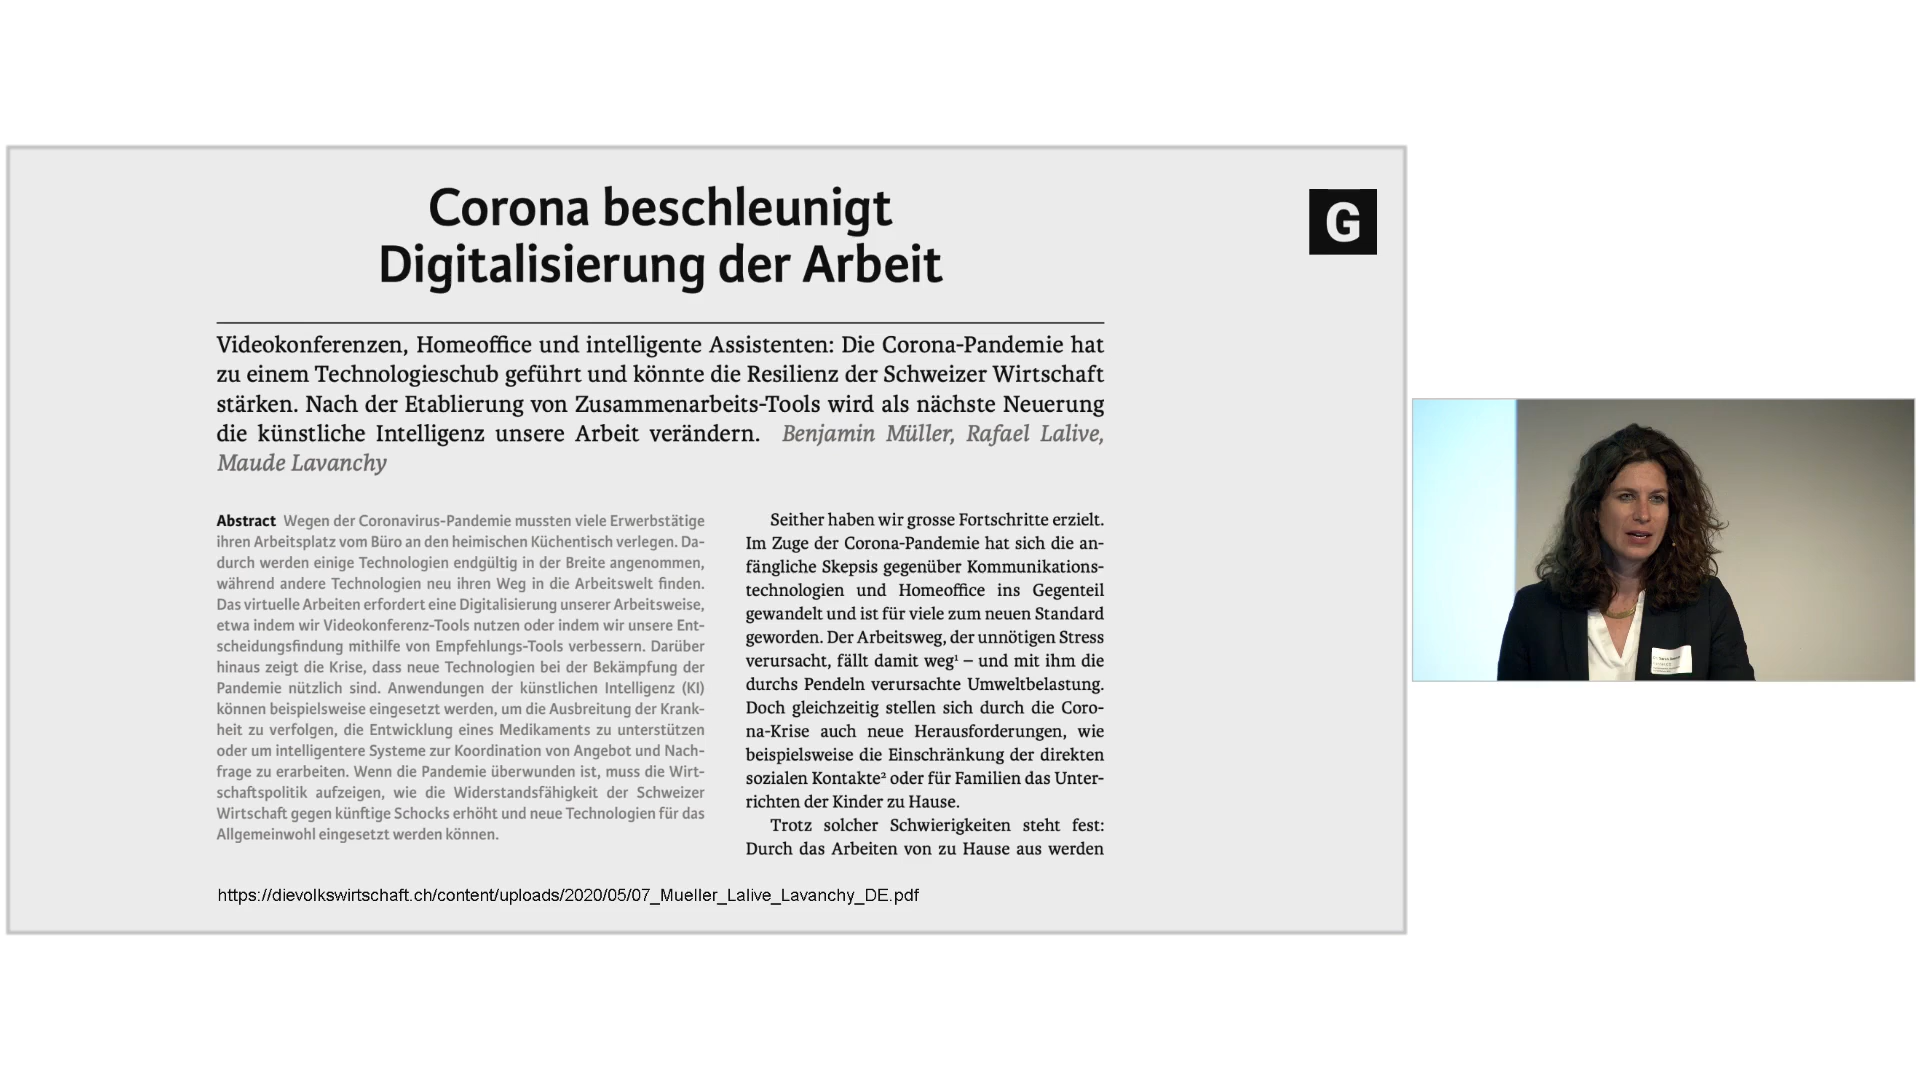 Corona beschleunigt
Digitalisierung der Arbeit
G
Videokonferenzen, Homeoffice und intelligente Assistenten: Die Corona-Pandemie hat
zu einem Technologieschub geführt und könnte die Resilienz der Schweizer Wirtschaft
stärken. Nach der Etablierung von Zusammenarbeits-Tools wird als nächste Neuerung
die künstliche Intelligenz unsere Arbeit verändern. Benjamin Müller, Rafael Lalive,
Maude Lavanchy
Abstract Wegen der Coronavirus-Pandemie mussten viele Erwerbstätige
ihren Arbeitsplatz vom Büro an den heimischen Küchentisch verlegen. Da-
durch werden einige Technologien endgültig in der Breite angenommen,
während andere Technologien neu ihren Weg in die Arbeitswelt finden.
Das virtuelle Arbeiten erfordert eine Digitalisierung unserer Arbeitsweise,
etwa indem wir Videokonferenz-Tools nutzen oder indem wir unsere Ent-
scheidungsfindung mithilfe von Empfehlungs-Tools verbessern. Darüber
hinaus zeigt die Krise, dass neue Technologien bei der Bekämpfung der
Pandemie nützlich sind. Anwendungen der künstlichen Intelligenz (KI)
können beispielsweise eingesetzt werden, um die Ausbreitung der Krank-
heit zu verfolgen, die Entwicklung eines Medikaments zu unterstützen
oder um intelligentere Systeme zur Koordination von Angebot und Nach-
frage zu erarbeiten. Wenn die Pandemie überwunden ist, muss die Wirt-
schaftspolitik aufzeigen, wie die Widerstandsfähigkeit der Schweizer
Wirtschaft gegen künftige Schocks erhöht und neue Technologien für das
Allgemeinwohl eingesetzt werden können.
Seither haben wir grosse Fortschritte erzielt.
Im Zuge der Corona-Pandemie hat sich die an-
fängliche Skepsis gegenüber Kommunikations-
technologien und Homeoffice ins Gegenteil
gewandelt und ist für viele zum neuen Standard
geworden. Der Arbeitsweg, der unnötigen Stress
verursacht, fällt damit weg¹ – und mit ihm die
durchs Pendeln verursachte Umweltbelastung.
Doch gleichzeitig stellen sich durch die Coro-
na-Krise auch neue Herausforderungen, wie
beispielsweise die Einschränkung der direkten
sozialen Kontakte² oder für Familien das Unter-
richten der Kinder zu Hause.
Trotz solcher Schwierigkeiten steht fest:
Durch das Arbeiten von zu Hause aus werden
https://dievolkswirtschaft.ch/content/uploads/2020/05/07_Mueller_Lalive_Lavanchy_DE.pdf